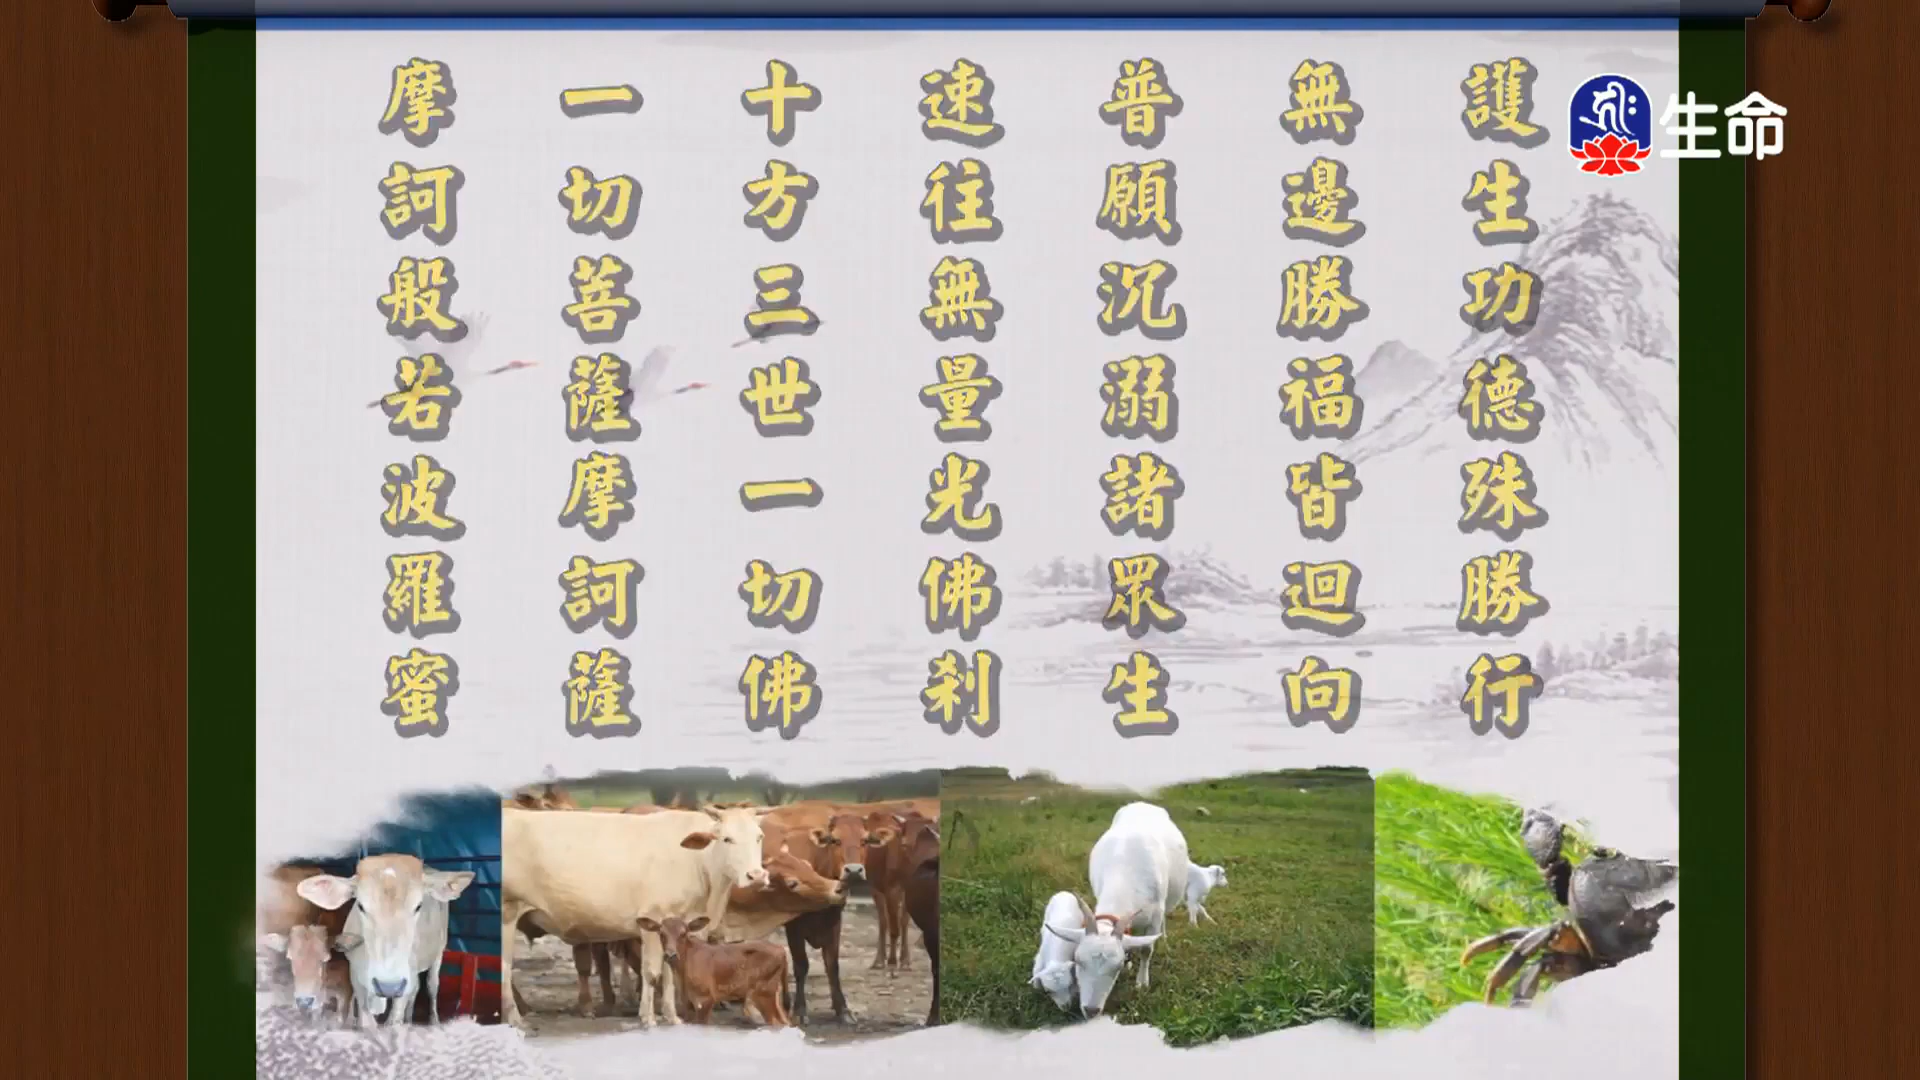 護生功德殊勝行
無邊勝福皆迴向
普願沉溺諸眾生
速往無量光佛剎
十方三世一切佛
一切菩薩摩訶薩
摩訶般若波羅蜜
生命